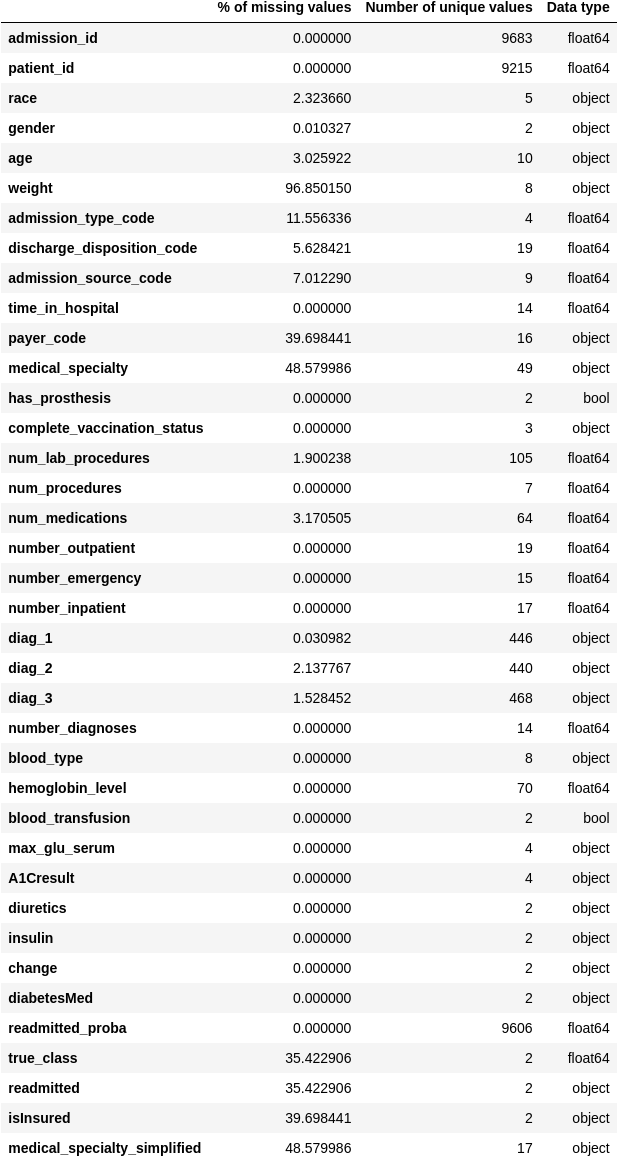 % of missing values Number of unique values Data type
admission_id 0.000000 9683 float64
patient_id 0.000000 9215 float64
race 2.323660 5 object
gender 0.010327 2 object
age 3.025922 10 object
weight 96.850150 8 object
admission_type_code 11.556336 4 float64
discharge_disposition_code 5.628421 19 float64
admission_source_code 7.012290 9 float64
time_in_hospital 0.000000 14 float64
payer_code 39.698441 16 object
medical_specialty 48.579986 49 object
has_prosthesis 0.000000 2 bool
complete_vaccination_status 0.000000 3 object
num_lab_procedures 1.900238 105 float64
num_procedures 0.000000 7 float64
num_medications 3.170505 64 float64
number_outpatient 0.000000 19 float64
number_emergency 0.000000 15 float64
number_inpatient 0.000000 17 float64
diag_1 0.030982 446 object
diag_2 2.137767 440 object
diag_3 1.528452 468 object
number_diagnoses 0.000000 14 float64
blood_type 0.000000 8 object
hemoglobin_level 0.000000 70 float64
blood_transfusion 0.000000 2 bool
max_glu_serum 0.000000 4 object
A1Cresult 0.000000 4 object
diuretics 0.000000 2 object
insulin 0.000000 2 object
change 0.000000 2 object
diabetesMed 0.000000 2 object
readmitted_proba 0.000000 9606 float64
true_class 35.422906 2 float64
readmitted 35.422906 2 object
isInsured 39.698441 2 object
medical_specialty_simplified 48.579986 17 object